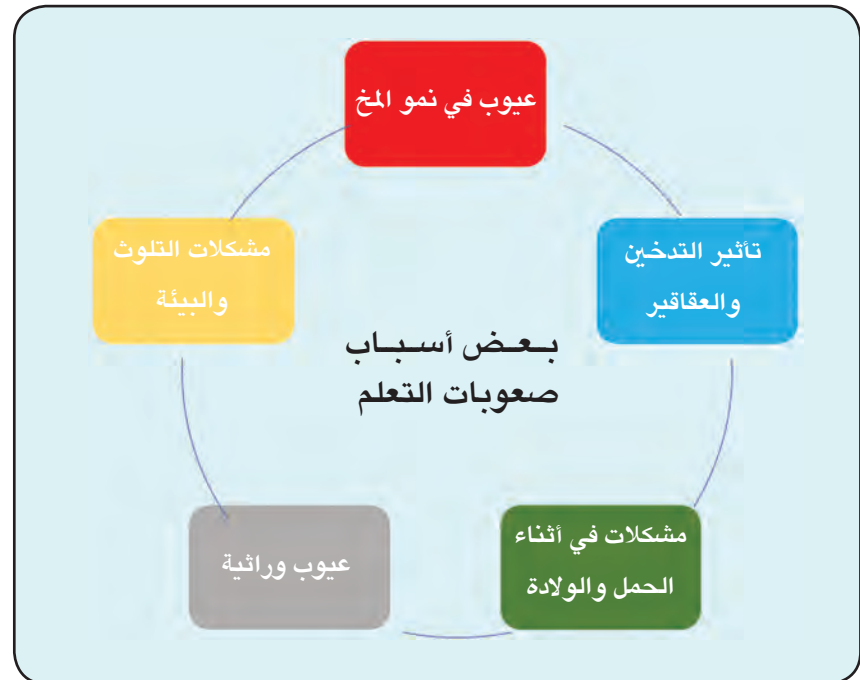 عيوب في نمو المخ
تأثير التدخين
والعقاقير
مشكلات في أثناء
الحمل والولادة
عيوب وراثية
مشكلات التلوث
والبيئة
بعض أسباب
صعوبات التعلم